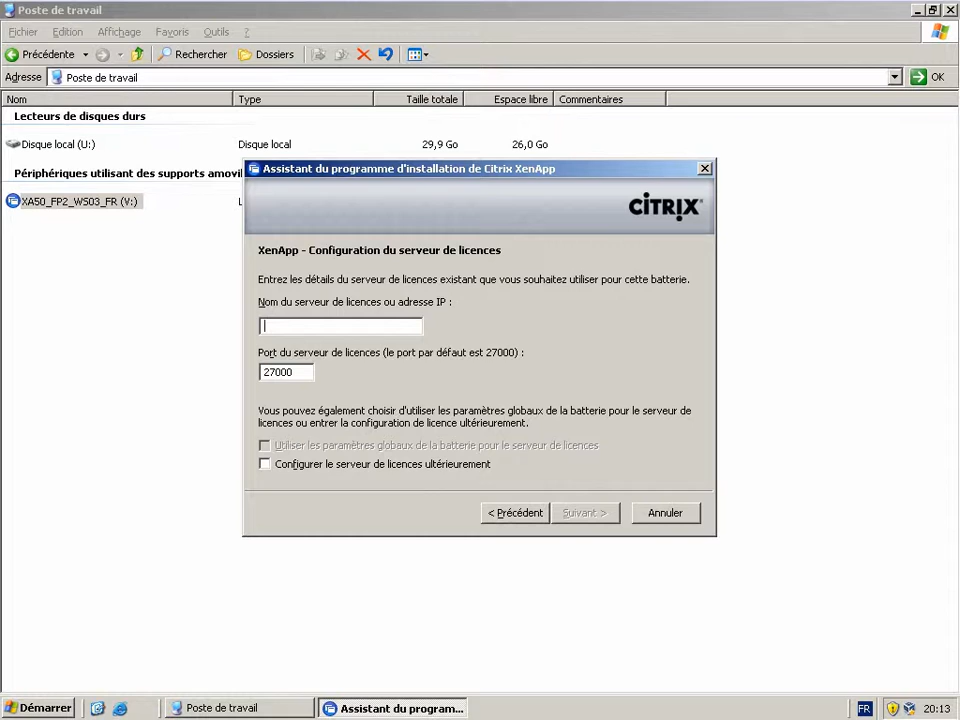 Poste de travail
Fichier Edition Affichage Favoris Outils ?
Précédente Rechercher Dossiers
Adresse Poste de travail OK
Nom Type Taille totale Espace libre Commentaires
Lecteurs de disques durs
Disque local (U:) Disque local 29,9 Go 26,0 Go
Périphériques utilisant des supports amovi
XA50_FP2_WS03_FR (V:)
Assistant du programme d'installation de Citrix XenApp
CITRIX
XenApp - Configuration du serveur de licences
Entrez les détails du serveur de licences existant que vous souhaitez utiliser pour cette batterie.
Nom du serveur de licences ou adresse IP :
Port du serveur de licences (le port par défaut est 27000) :
27000
Vous pouvez également choisir d'utiliser les paramètres globaux de la batterie pour le serveur de
licences ou entrer la configuration de licence ultérieurement.
Utiliser les paramètres globaux de la batterie pour le serveur de licences
Configurer le serveur de licences ultérieurement
< Précédent Suivant > Annuler
Démarrer Poste de travail Assistant du program... FR 20:13